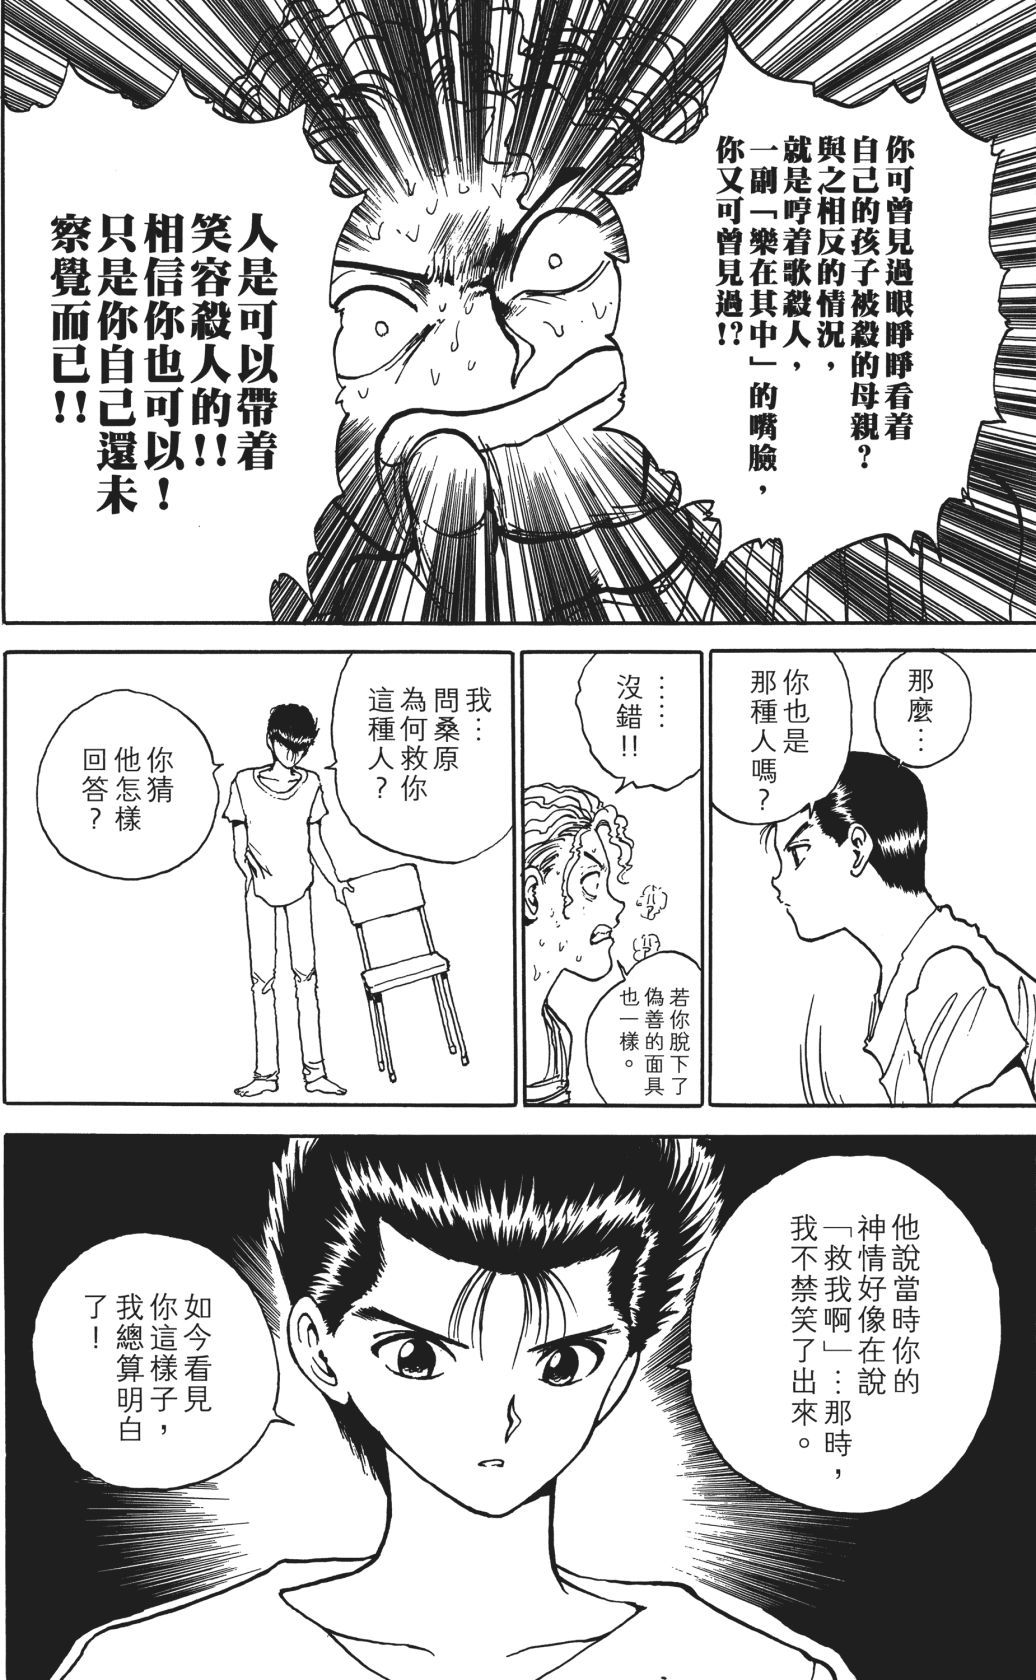 你可曾見過眼睜睜看着
自己的孩子被殺的母親？
與之相反的情況，
就是哼着歌殺人，
一副「樂在其中」的嘴臉，
你又可曾見過!?
人是可以帶着
笑容殺人的!!
相信你也可以！
只是你自己還未
察覺而已!!
那麼…
你也是
那種人嗎？
……
沒錯!!
若你脫下了
偽善的面具
也一樣。
我…
問桑原
為何救你
這種人？
你猜
他怎樣
回答？
他說當時你的
神情好像在說
「救我啊」…那時，
我不禁笑了出來。
如今看見
你這樣子，
我總算明白
了！